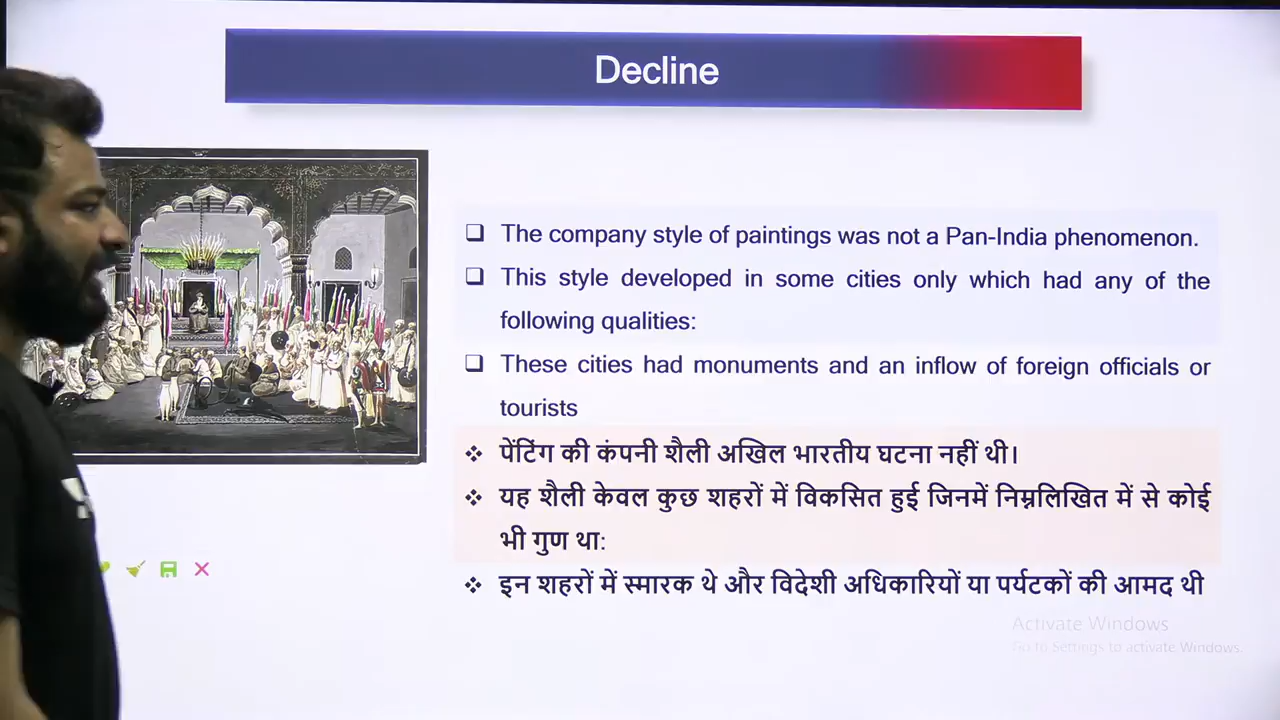 Decline
The company style of paintings was not a Pan-India phenomenon.
This style developed in some cities only which had any of the
following qualities:
These cities had monuments and an inflow of foreign officials or
tourists
पेंटिंग की कंपनी शैली अखिल भारतीय घटना नहीं थी।
यह शैली केवल कुछ शहरों में विकसित हुई जिनमें निम्नलिखित में से कोई
भी गुण था:
इन शहरों में स्मारक थे और विदेशी अधिकारियों या पर्यटकों की आमद थी
Activate Windows
Go to Settings to activate Windows.